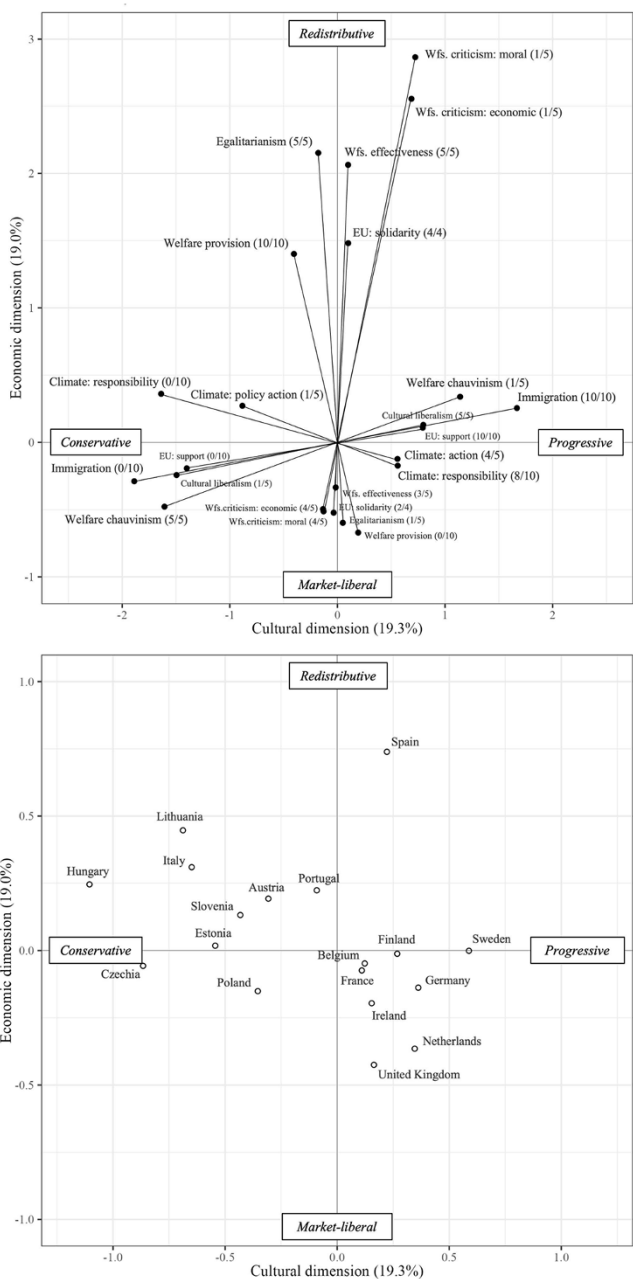 Redistributive
3
Wfs. criticism: moral (1/5)
Wfs. criticism: economic (1/5)
Egalitarianism (5/5)
Wfs. effectiveness (5/5)
2
EU: solidarity (4/4)
Welfare provision (10/10)
Economic dimension (19.0%)
1
Climate: responsibility (0/10)
Climate: policy action (1/5)
Welfare chauvinism (1/5)
Immigration (10/10)
Cultural liberalism (5/5)
EU: support (10/10)
0
Conservative
Progressive
EU: support (0/10)
Climate: action (4/5)
Immigration (0/10)
Climate: responsibility (8/10)
Cultural liberalism (1/5)
Wfs. effectiveness (3/5)
Welfare chauvinism (5/5)
Wfs.criticism: economic (4/5)
EU: solidarity (2/4)
Wfs.criticism: moral (4/5)
Egalitarianism (1/5)
Welfare provision (0/10)
-1
Market-liberal
-2
-1
0
1
2
Cultural dimension (19.3%)
1.0
Redistributive
Spain
0.5
Lithuania
Italy
Hungary
Austria
Portugal
Slovenia
Estonia
Economic dimension (19.0%)
0.0
Conservative
Progressive
Belgium
Finland
Sweden
Czechia
Poland
France
Germany
Ireland
Netherlands
United Kingdom
-0.5
-1.0
Market-liberal
-1.0
-0.5
0.0
0.5
1.0
Cultural dimension (19.3%)